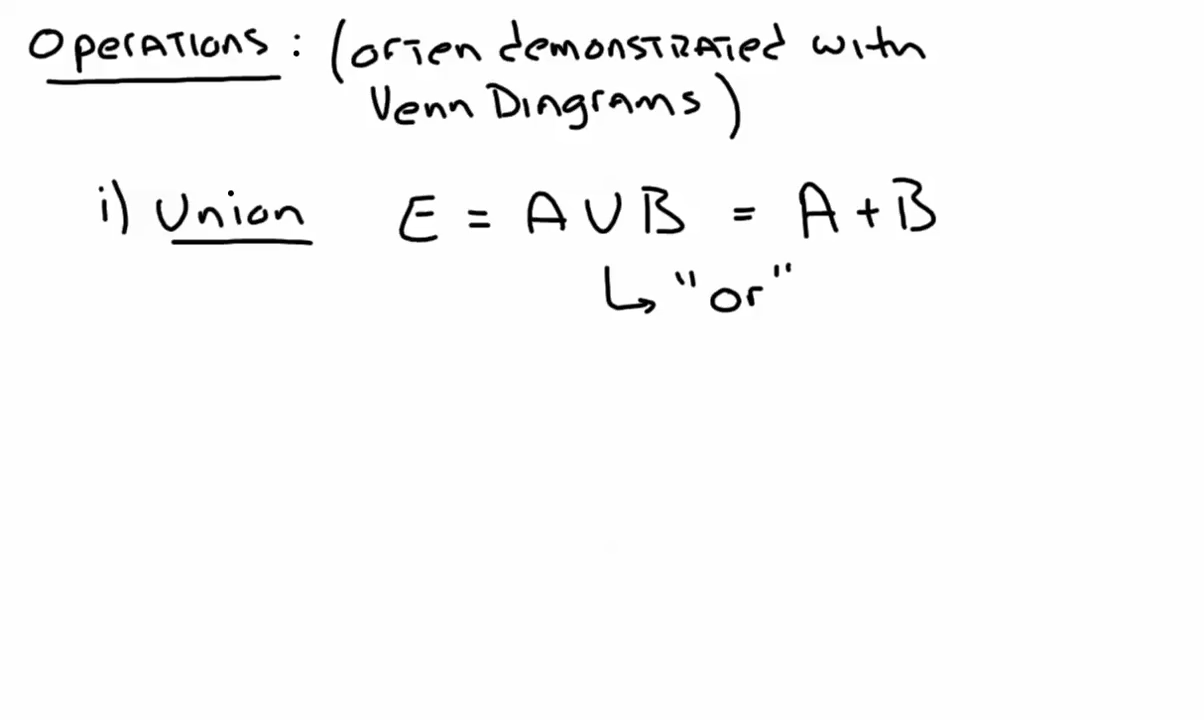 Operations: (often demonstrated with
Venn Diagrams)
i) Union E = A ∪ B = A + B
↳ "or"